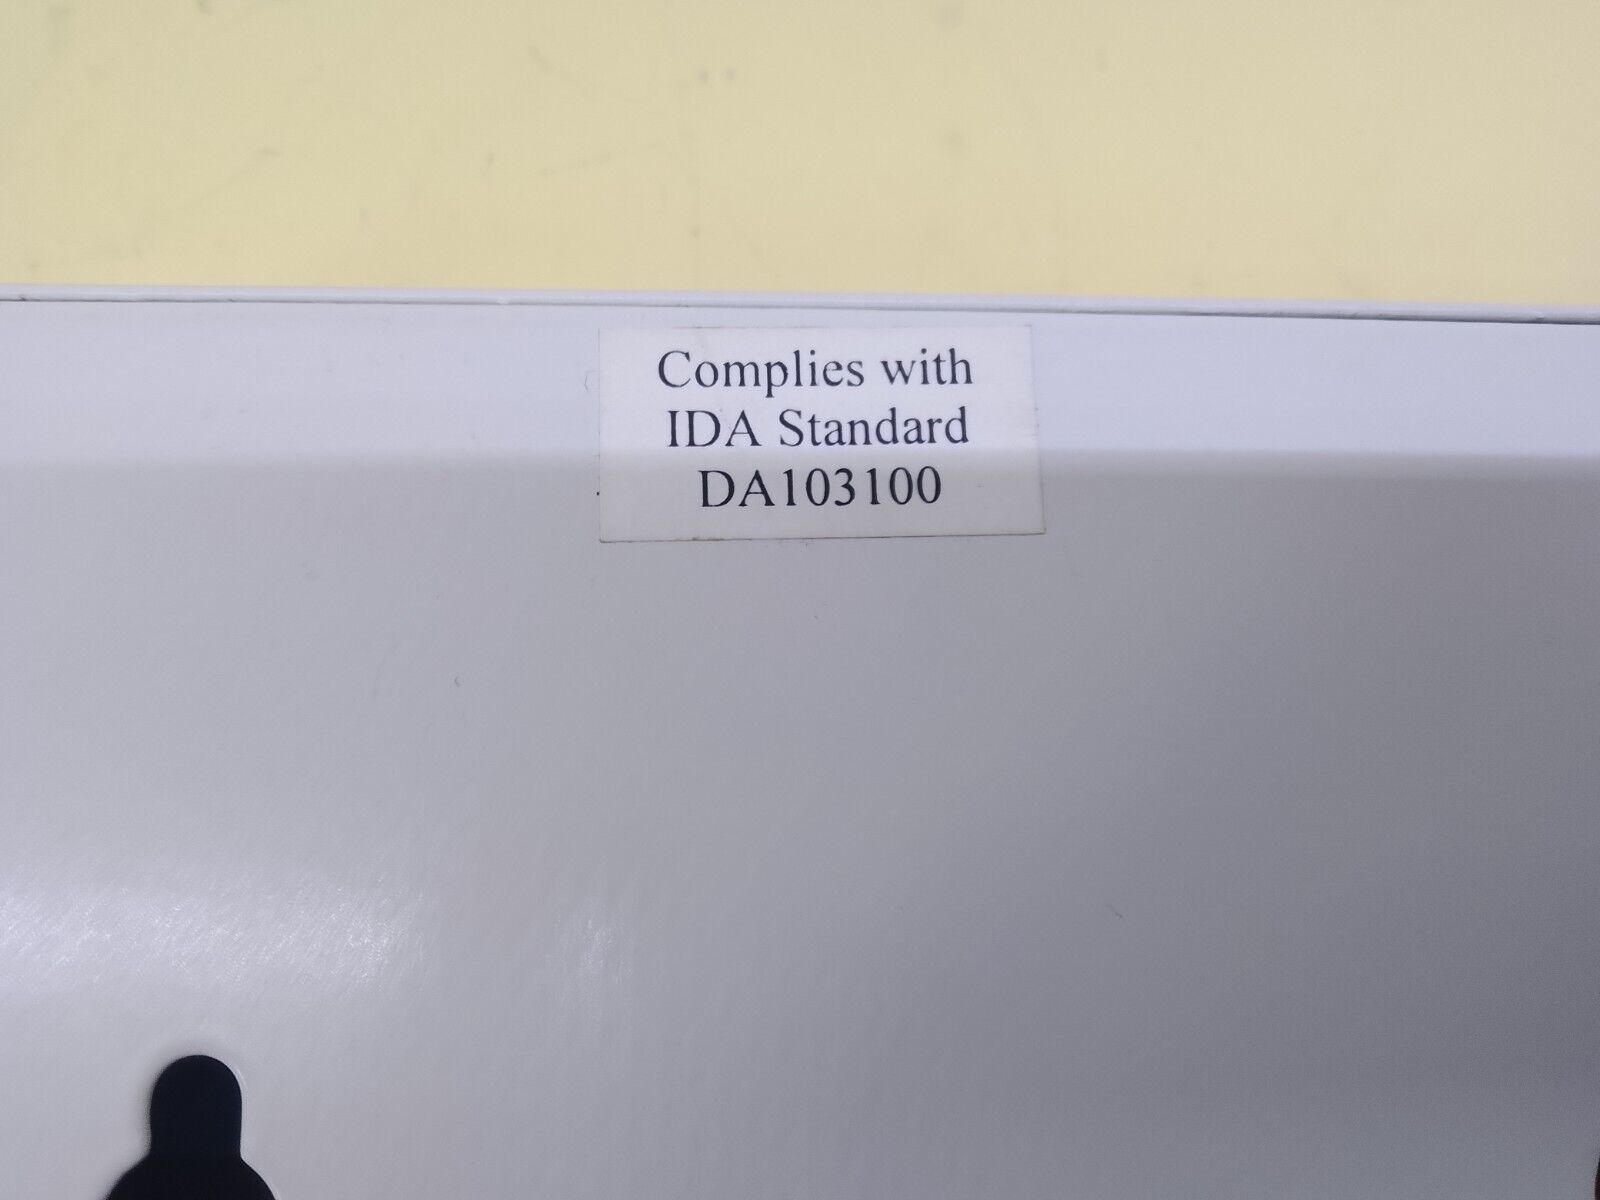 Complies with
IDA Standard
DA103100